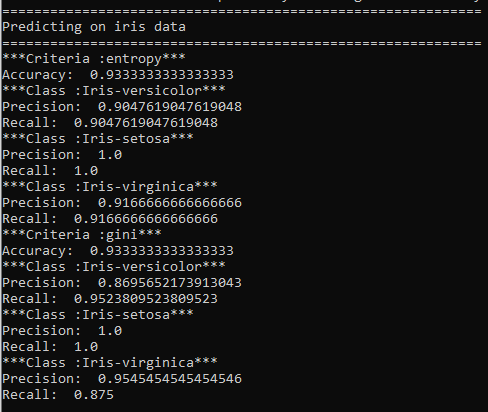 ============================================================
Predicting on iris data
============================================================
***Criteria :entropy***
Accuracy:  0.9333333333333333
***Class :Iris-versicolor***
Precision:  0.9047619047619048
Recall:  0.9047619047619048
***Class :Iris-setosa***
Precision:  1.0
Recall:  1.0
***Class :Iris-virginica***
Precision:  0.9166666666666666
Recall:  0.9166666666666666
***Criteria :gini***
Accuracy:  0.9333333333333333
***Class :Iris-versicolor***
Precision:  0.8695652173913043
Recall:  0.9523809523809523
***Class :Iris-setosa***
Precision:  1.0
Recall:  1.0
***Class :Iris-virginica***
Precision:  0.9545454545454546
Recall:  0.875